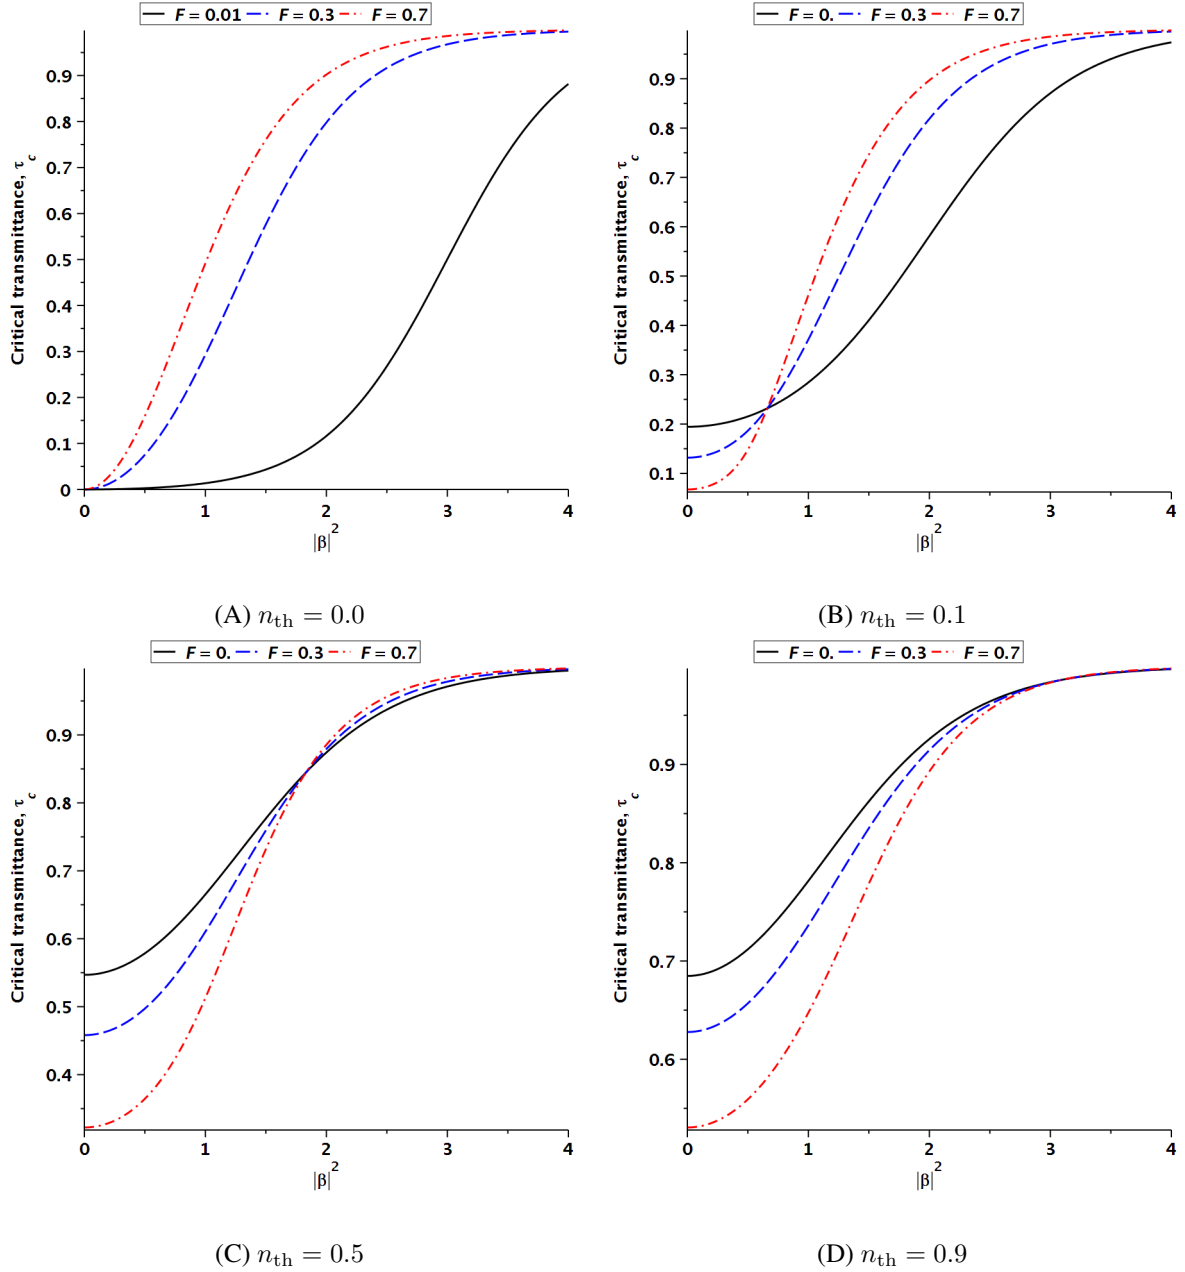 F = 0.01 F = 0.3 F = 0.7
Critical transmittance, τ c
0.9
0.8
0.7
0.6
0.5
0.4
0.3
0.2
0.1
0
0 1 2 3 4
|β|²
(A) nth = 0.0
F = 0. F = 0.3 F = 0.7
Critical transmittance, τ c
0.9
0.8
0.7
0.6
0.5
0.4
0.3
0.2
0.1
0 1 2 3 4
|β|²
(B) nth = 0.1
F = 0. F = 0.3 F = 0.7
Critical transmittance, τ c
0.9
0.8
0.7
0.6
0.5
0.4
0 1 2 3 4
|β|²
(C) nth = 0.5
F = 0. F = 0.3 F = 0.7
Critical transmittance, τ c
0.9
0.8
0.7
0.6
0 1 2 3 4
|β|²
(D) nth = 0.9